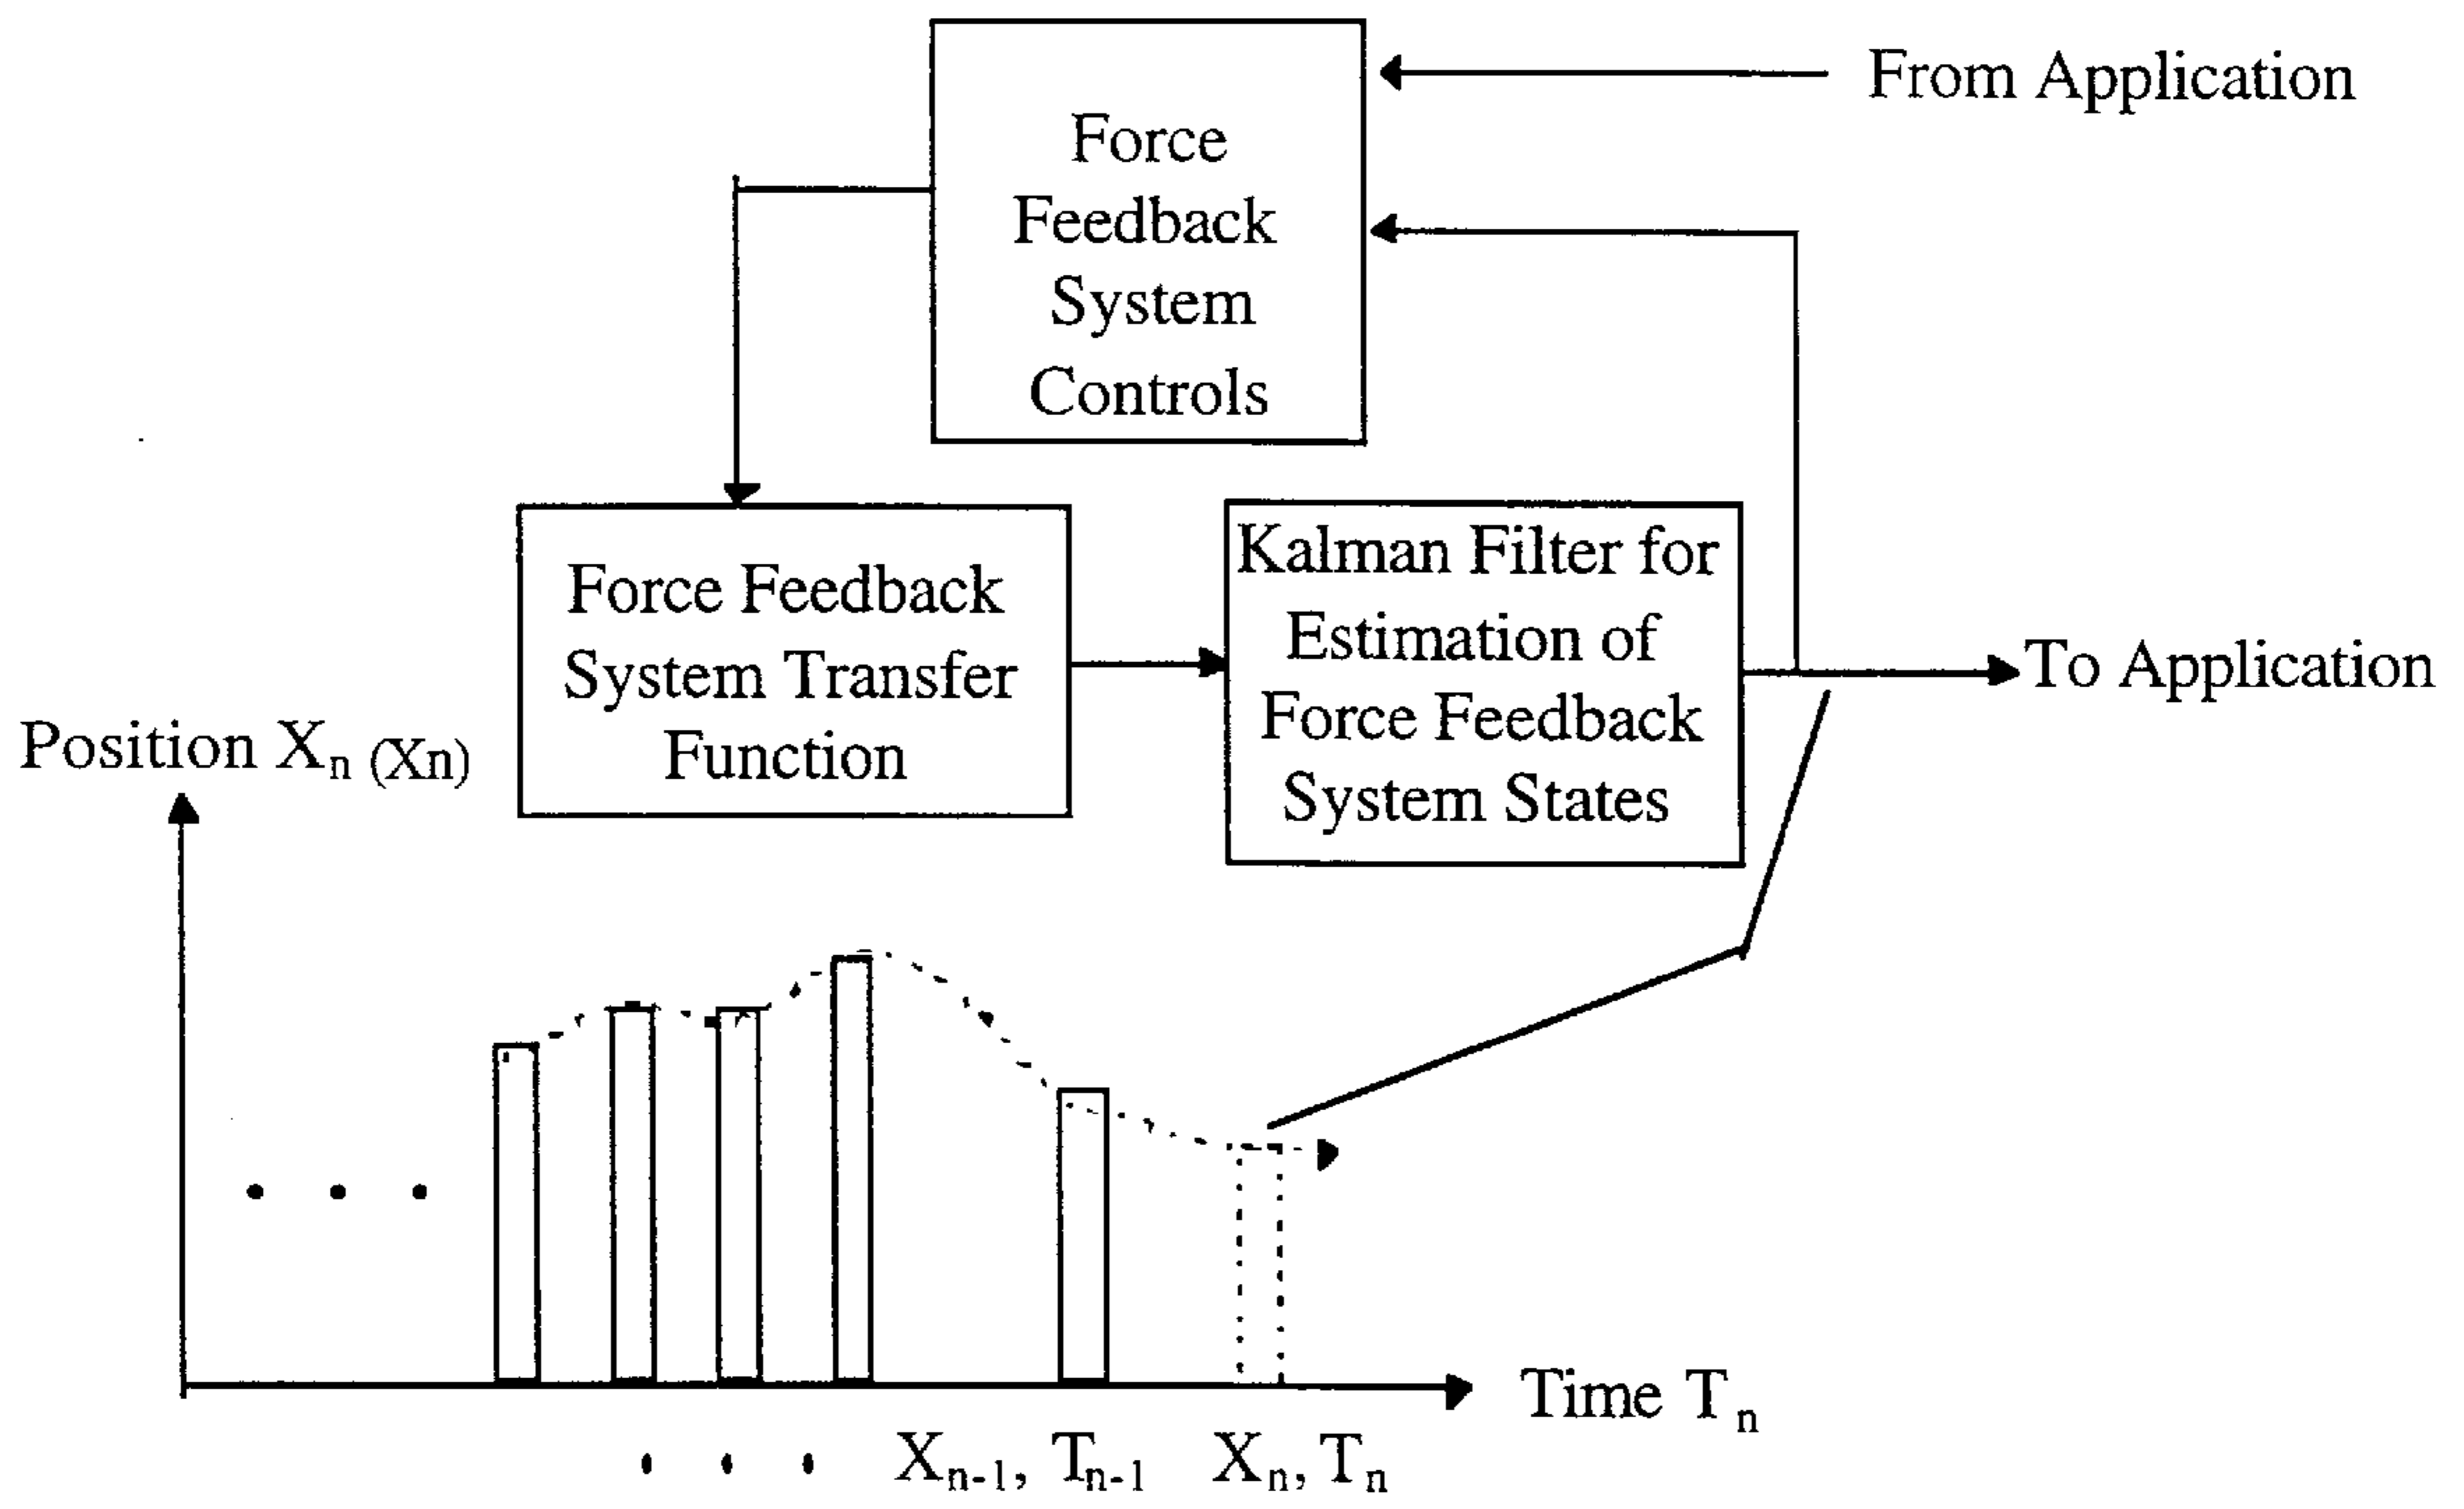 From Application
Force
Feedback
System
Controls
Force Feedback
System Transfer
Function
Kalman Filter for
Estimation of
Force Feedback
System States
To Application
Position Xₙ (Xn)
Time Tₙ
Xₙ₋₁, Tₙ₋₁
Xₙ, Tₙ